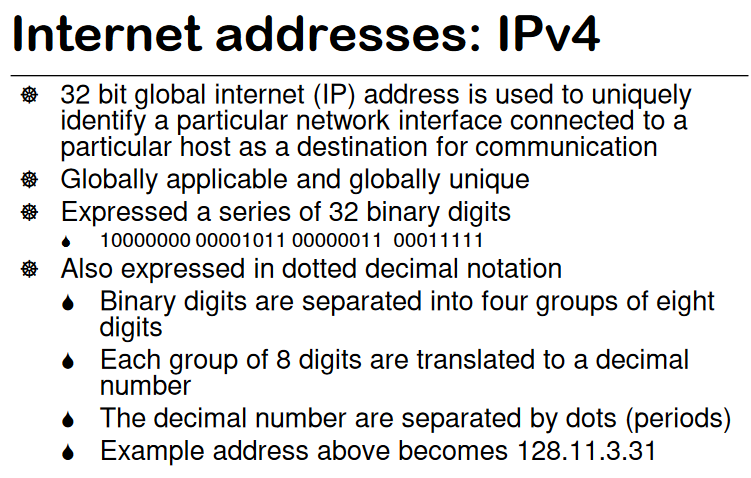 Internet addresses: IPv4
32 bit global internet (IP) address is used to uniquely
identify a particular network interface connected to a
particular host as a destination for communication
Globally applicable and globally unique
Expressed a series of 32 binary digits
10000000 00001011 00000011 00011111
Also expressed in dotted decimal notation
Binary digits are separated into four groups of eight
digits
Each group of 8 digits are translated to a decimal
number
The decimal number are separated by dots (periods)
Example address above becomes 128.11.3.31